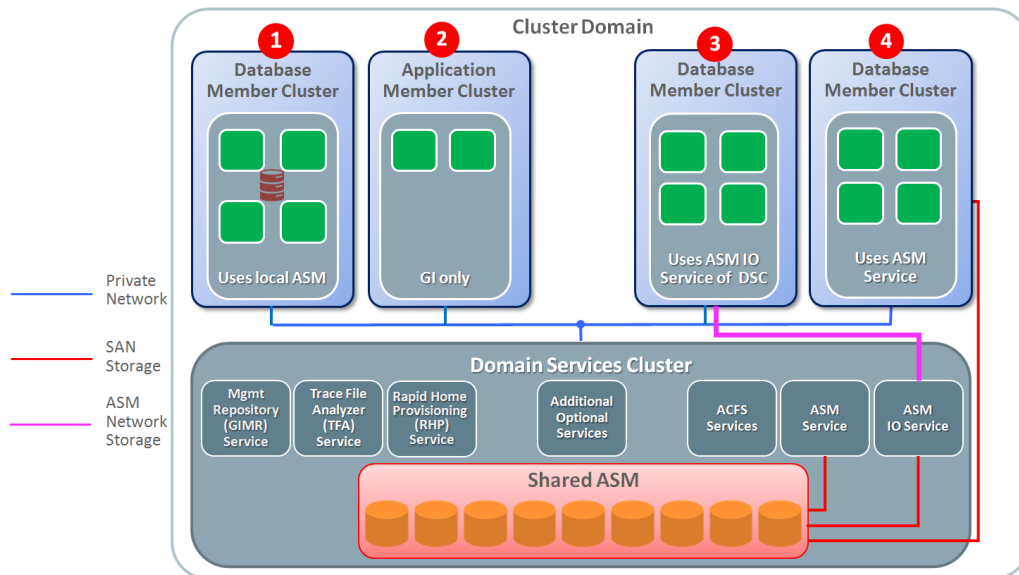 Cluster Domain
1
2
3
4
Database
Member Cluster
Uses local ASM
Application
Member Cluster
GI only
Database
Member Cluster
Uses ASM IO
Service of DSC
Database
Member Cluster
Uses ASM
Service
Private
Network
SAN
Storage
ASM
Network
Storage
Domain Services Cluster
Mgmt
Repository
(GIMR)
Service
Trace File
Analyzer
(TFA)
Service
Rapid Home
Provisioning
(RHP)
Service
Additional
Optional
Services
ACFS
Services
ASM
Service
ASM
IO Service
Shared ASM